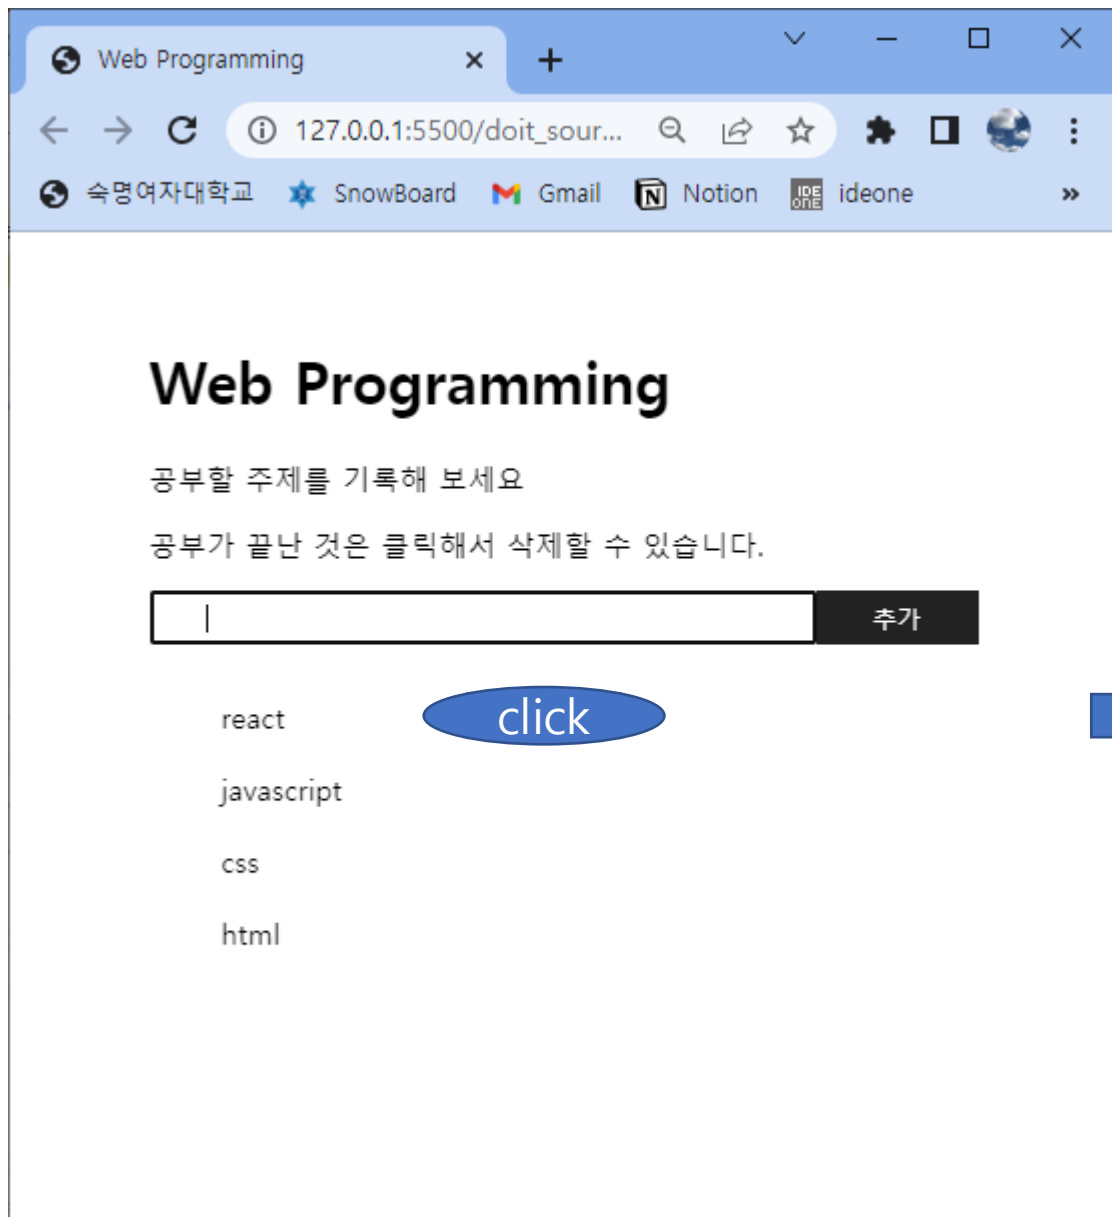 Web Programming
127.0.0.1:5500/doit_sour...
숙명여자대학교 SnowBoard Gmail Notion IDE ONE ideone
Web Programming
공부할 주제를 기록해 보세요
공부가 끝난 것은 클릭해서 삭제할 수 있습니다.
추가
react click
javascript
css
html